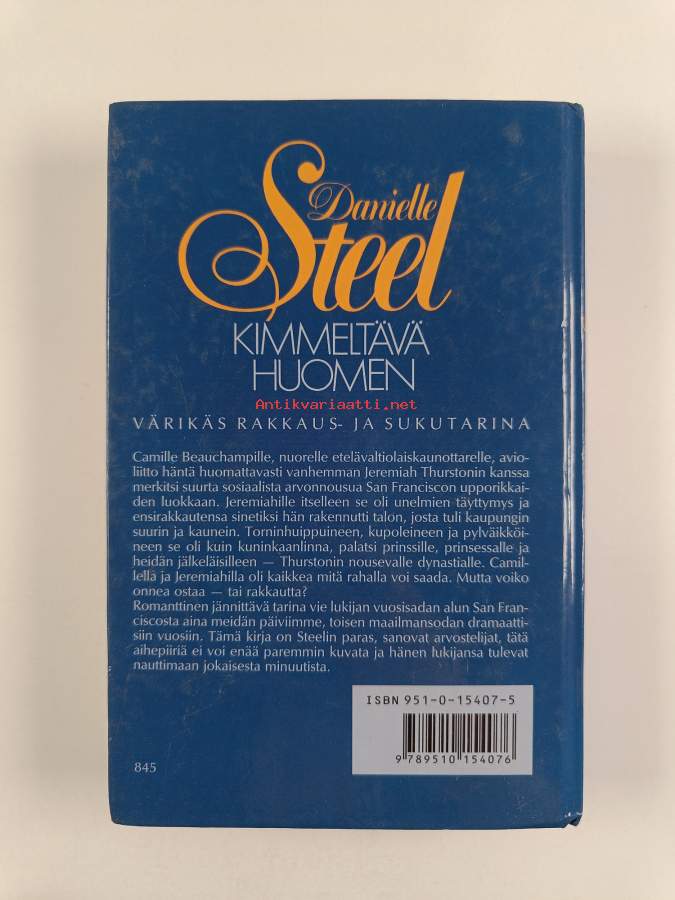 Danielle
Steel
KIMMELTÄVÄ
HUOMEN
Antikvariaatti.net
VÄRIKÄS RAKKAUS- JA SUKUTARINA
Camille Beauchampille, nuorelle etelävaltiolaiskaunottarelle, avio-
liitto häntä huomattavasti vanhemman Jeremiah Thurstonin kanssa
merkitsi suurta sosiaalista arvonnousua San Franciscon upporikkai-
den luokkaan. Jeremiahille itselleen se oli unelmien täyttymys ja
ensirakkautensa sinetiksi hän rakennutti talon, josta tuli kaupungin
suurin ja kaunein. Torninhuippuineen, kupoleineen ja pylväikköi-
neen se oli kuin kuninkaanlinna, palatsi prinssille, prinsessalle ja
heidän jälkeläisilleen — Thurstonin nousevalle dynastialle. Camil-
lellä ja Jeremiahilla oli kaikkea mitä rahalla voi saada. Mutta voiko
onnea ostaa — tai rakkautta?
Romanttinen jännittävä tarina vie lukijan vuosisadan alun San Fran-
ciscosta aina meidän päiviimme, toisen maailmansodan dramaatti-
siin vuosiin. Tämä kirja on Steelin paras, sanovat arvostelijat, tätä
aihepiiriä ei voi enää paremmin kuvata ja hänen lukijansa tulevat
nauttimaan jokaisesta minuutista.
ISBN 951-0-15407-5
9 789510 154076
845